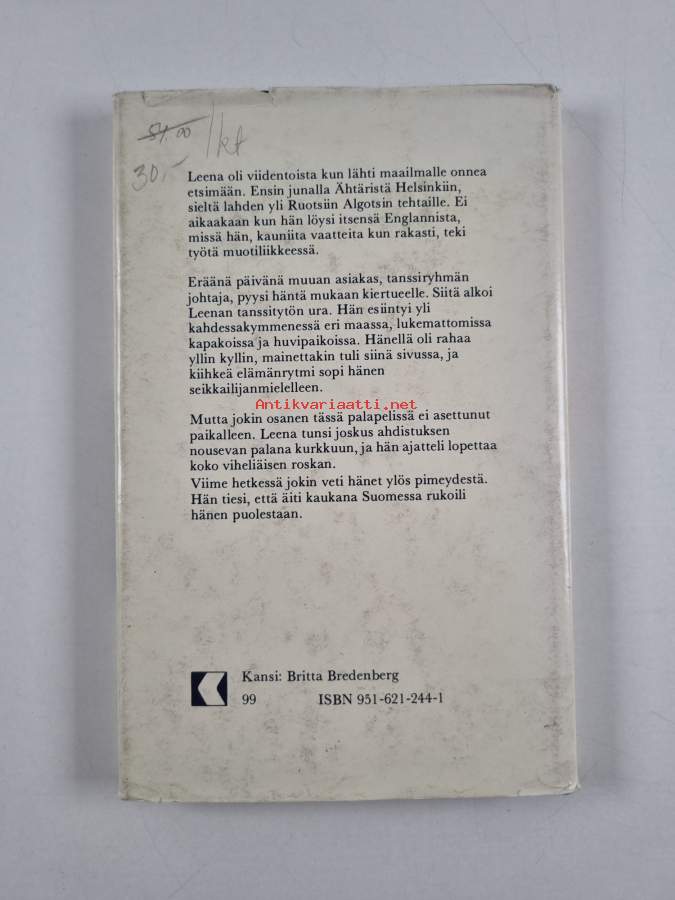 51.00
30,-
/kt
Leena oli viidentoista kun lähti maailmalle onnea
etsimään. Ensin junalla Ähtäristä Helsinkiin,
sieltä lahden yli Ruotsiin Algotsin tehtaille. Ei
aikaakaan kun hän löysi itsensä Englannista,
missä hän, kauniita vaatteita kun rakasti, teki
työtä muotiliikkeessä.
Eräänä päivänä muuan asiakas, tanssiryhmän
johtaja, pyysi häntä mukaan kiertueelle. Siitä alkoi
Leenan tanssitytön ura. Hän esiintyi yli
kahdessakymmenessä eri maassa, lukemattomissa
kapakoissa ja huvipaikoissa. Hänellä oli rahaa
yllin kyllin, mainettakin tuli siinä sivussa, ja
kiihkeä elämänrytmi sopi hänen
seikkailijanmielelleen.
Antikvariaatti.net
Mutta jokin osanen tässä palapelissä ei asettunut
paikalleen. Leena tunsi joskus ahdistuksen
nousevan palana kurkkuun, ja hän ajatteli lopettaa
koko viheliäisen roskan.
Viime hetkessä jokin veti hänet ylös pimeydestä.
Hän tiesi, että äiti kaukana Suomessa rukoili
hänen puolestaan.
Kansi: Britta Bredenberg
99 ISBN 951-621-244-1